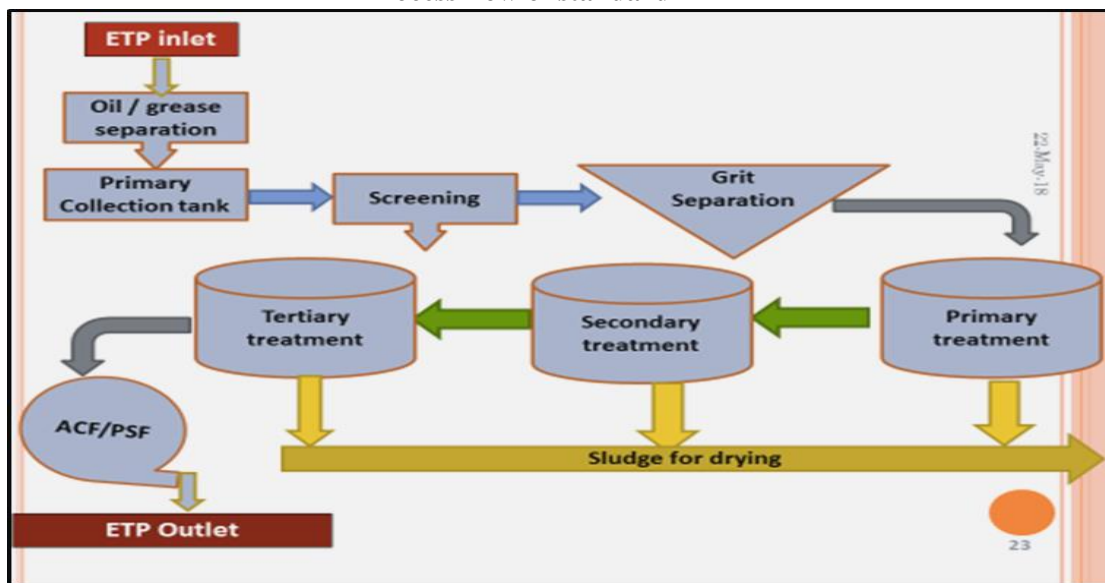 ETP inlet
Oil / grease
separation
Primary
Collection tank
Screening
Grit
Separation
22-May-18
Tertiary
treatment
Secondary
treatment
Primary
treatment
ACF/PSF
Sludge for drying
ETP Outlet
23